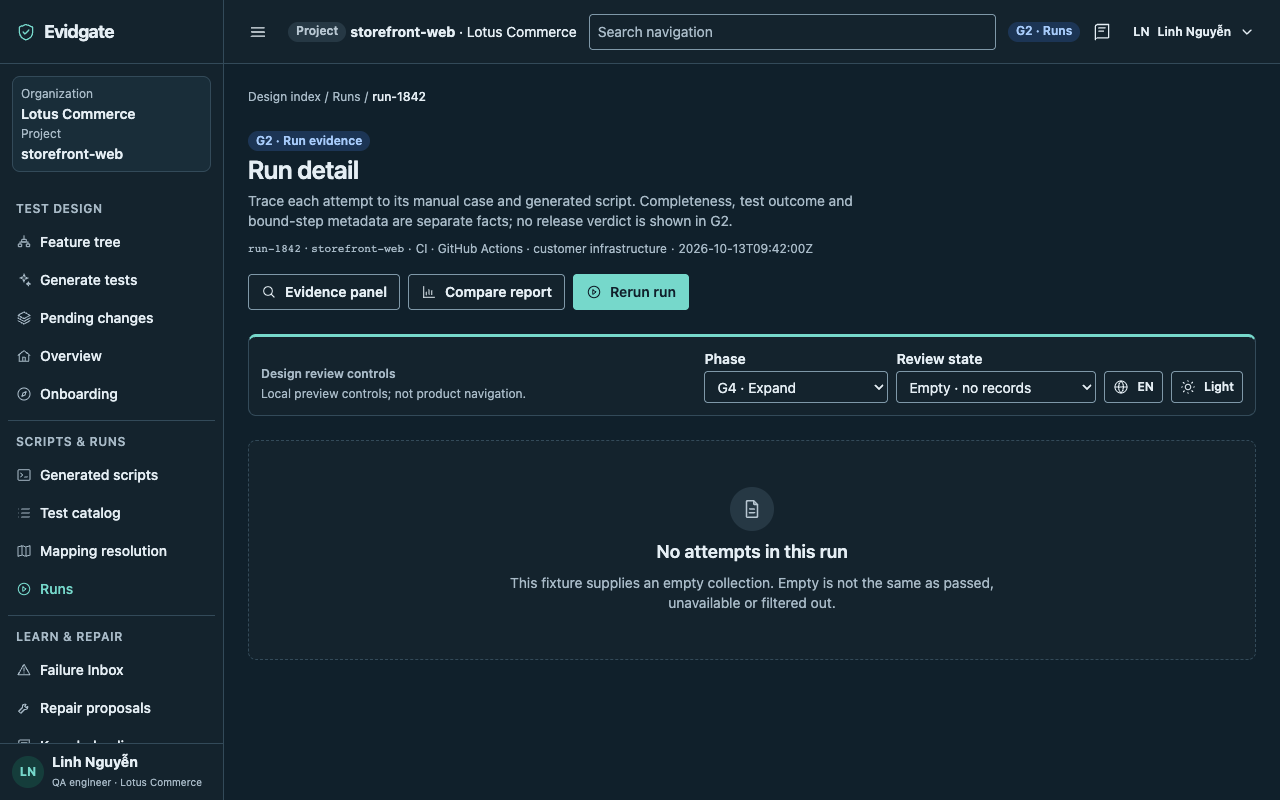 Evidgate
Project storefront-web · Lotus Commerce
Search navigation
G2 · Runs
LN Linh Nguyễn
Organization
Lotus Commerce
Project
storefront-web
TEST DESIGN
Feature tree
Generate tests
Pending changes
Overview
Onboarding
SCRIPTS & RUNS
Generated scripts
Test catalog
Mapping resolution
Runs
LEARN & REPAIR
Failure Inbox
Repair proposals
LN
Linh Nguyễn
QA engineer · Lotus Commerce
Design index / Runs / run-1842
G2 · Run evidence
Run detail
Trace each attempt to its manual case and generated script. Completeness, test outcome and
bound-step metadata are separate facts; no release verdict is shown in G2.
run-1842 · storefront-web · CI · GitHub Actions · customer infrastructure · 2026-10-13T09:42:00Z
Evidence panel
Compare report
Rerun run
Design review controls
Local preview controls; not product navigation.
Phase
G4 · Expand
Review state
Empty · no records
EN
Light
No attempts in this run
This fixture supplies an empty collection. Empty is not the same as passed,
unavailable or filtered out.